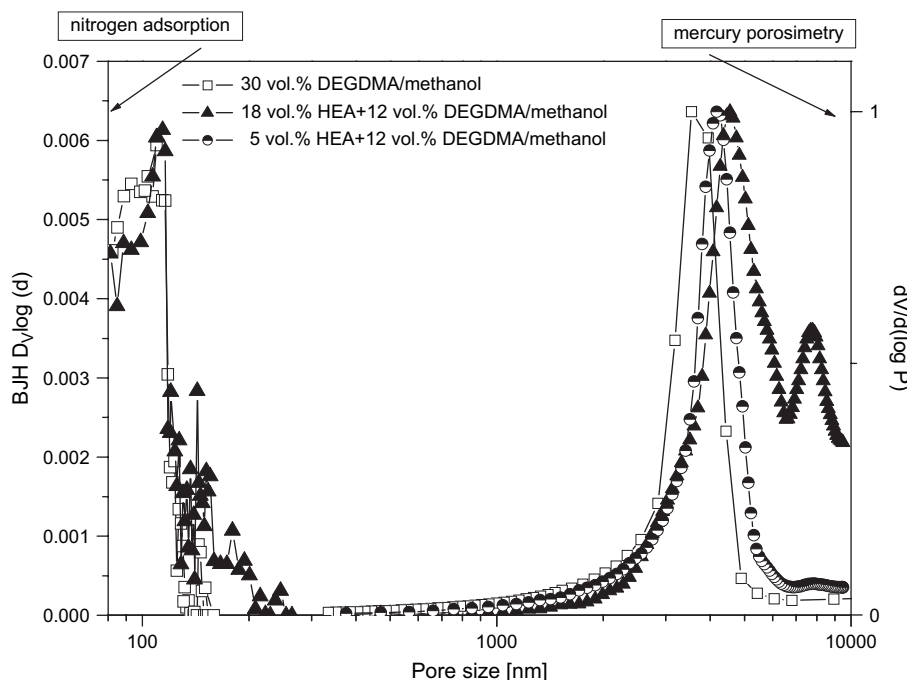 nitrogen adsorption
mercury porosimetry
0.007
0.006
0.005
0.004
0.003
0.002
0.001
0.000
BJH DVlog (d)
30 vol.% DEGDMA/methanol
18 vol.% HEA+12 vol.% DEGDMA/methanol
5 vol.% HEA+12 vol.% DEGDMA/methanol
1
0
dV/d(log P)
100
1000
10000
Pore size [nm]